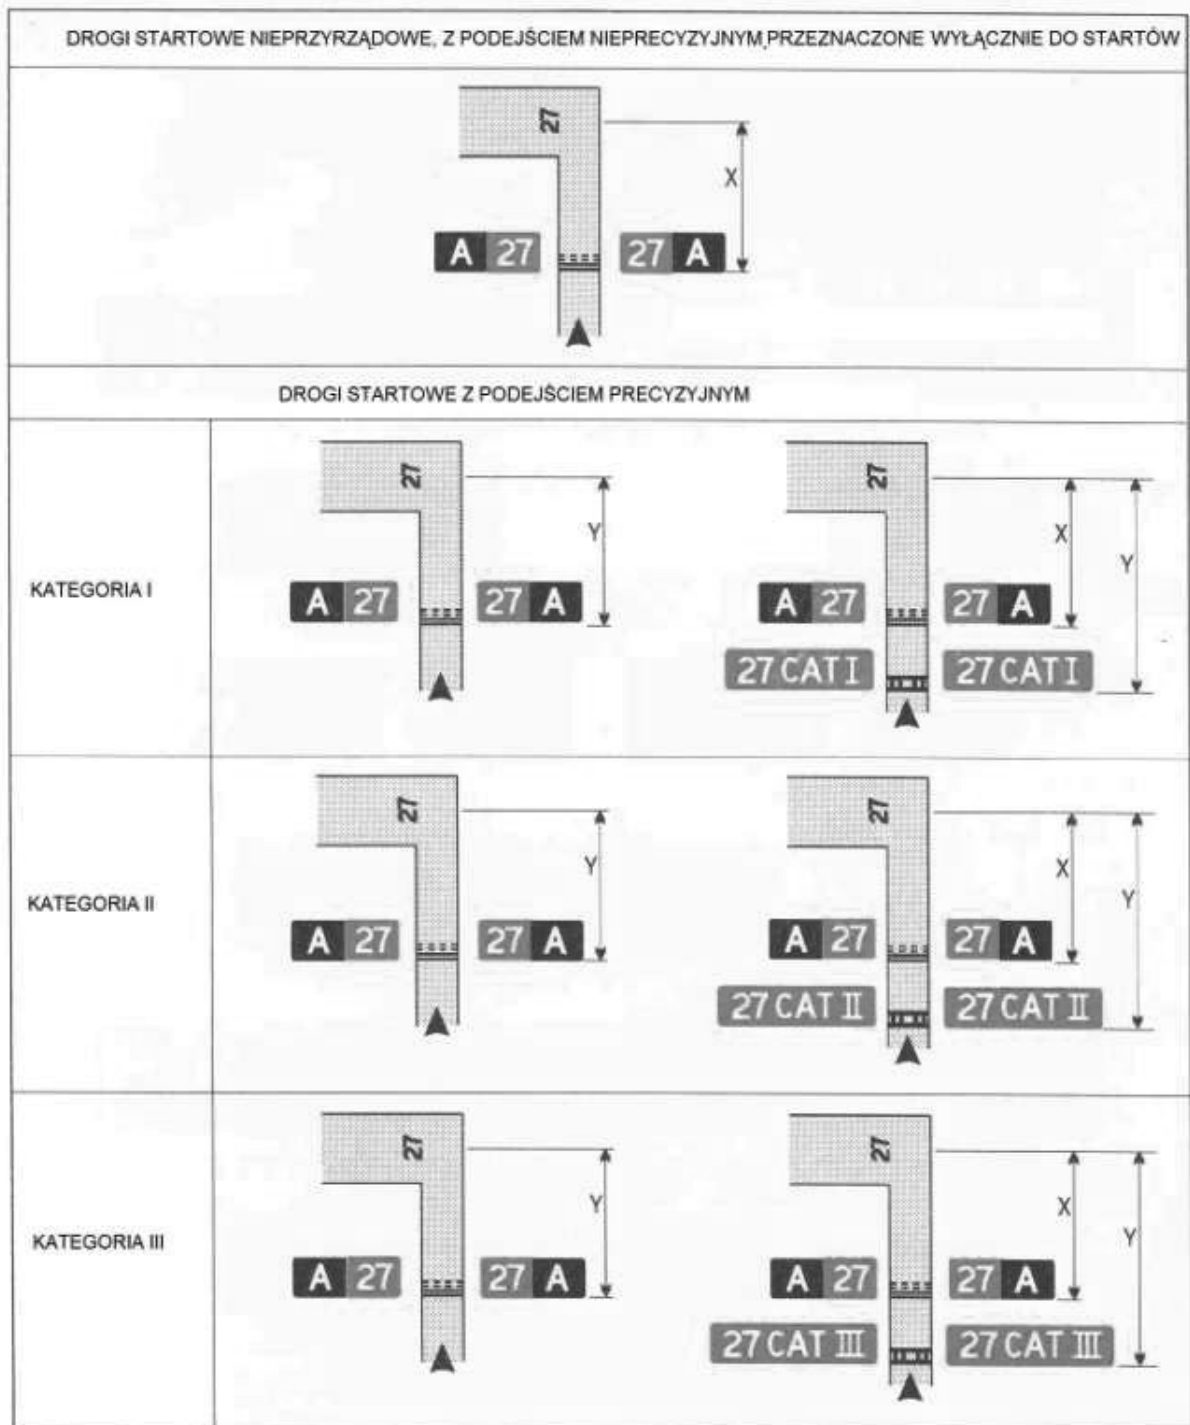 DROGI STARTOWE NIEPRZYRZĄDOWE, Z PODEJŚCIEM NIEPRECYZYJNYM,PRZEZNACZONE WYŁĄCZNIE DO STARTÓW
27
X
A 27 27 A
DROGI STARTOWE Z PODEJŚCIEM PRECYZYJNYM
KATEGORIA I
27
Y
A 27 27 A
27
X
Y
A 27 27 A
27 CAT I 27 CAT I
KATEGORIA II
27
Y
A 27 27 A
27
X
Y
A 27 27 A
27 CAT II 27 CAT II
KATEGORIA III
27
Y
A 27 27 A
27
X
Y
A 27 27 A
27 CAT III 27 CAT III